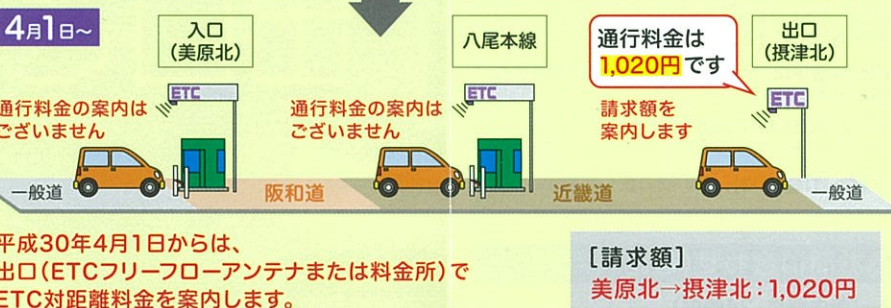 4月1日～
入口
(美原北)
八尾本線
通行料金は
1,020円です
出口
(摂津北)
ETC
ETC
ETC
通行料金の案内は
ございません
通行料金の案内は
ございません
請求額を
案内します
一般道
阪和道
近畿道
一般道
平成30年4月1日からは、
出口(ETCフリーフローアンテナまたは料金所)で
ETC対距離料金を案内します。
[請求額]
美原北→摂津北：1,020円